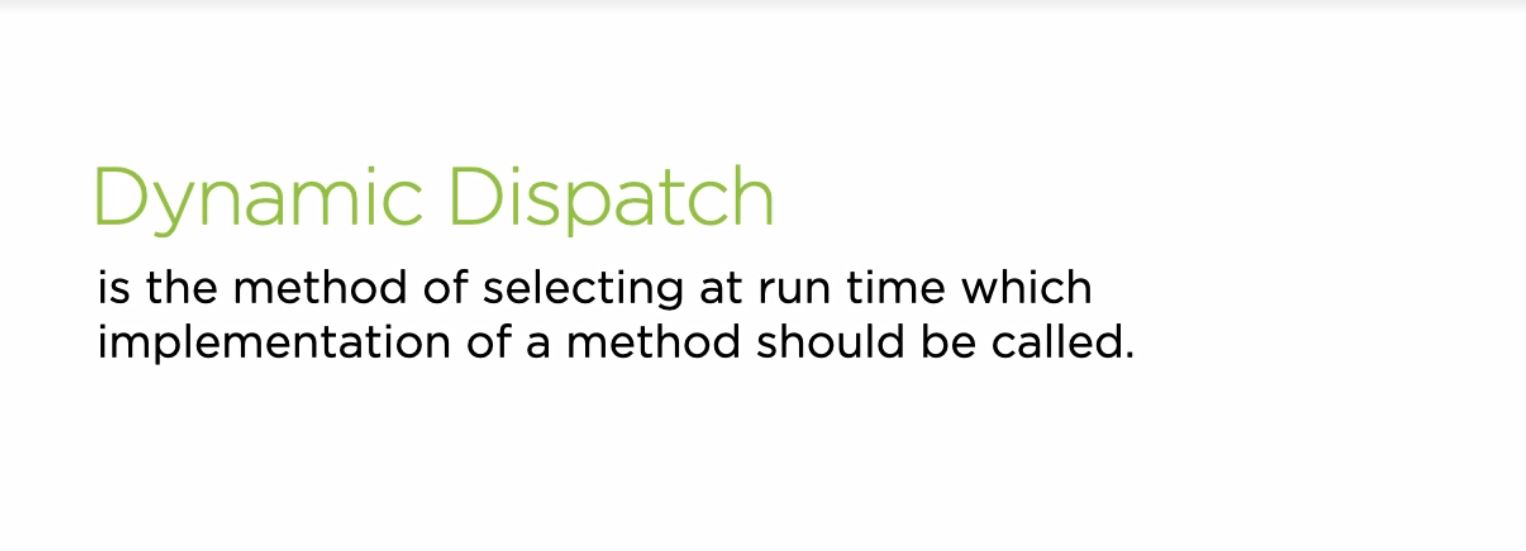 Dynamic Dispatch
is the method of selecting at run time which
implementation of a method should be called.